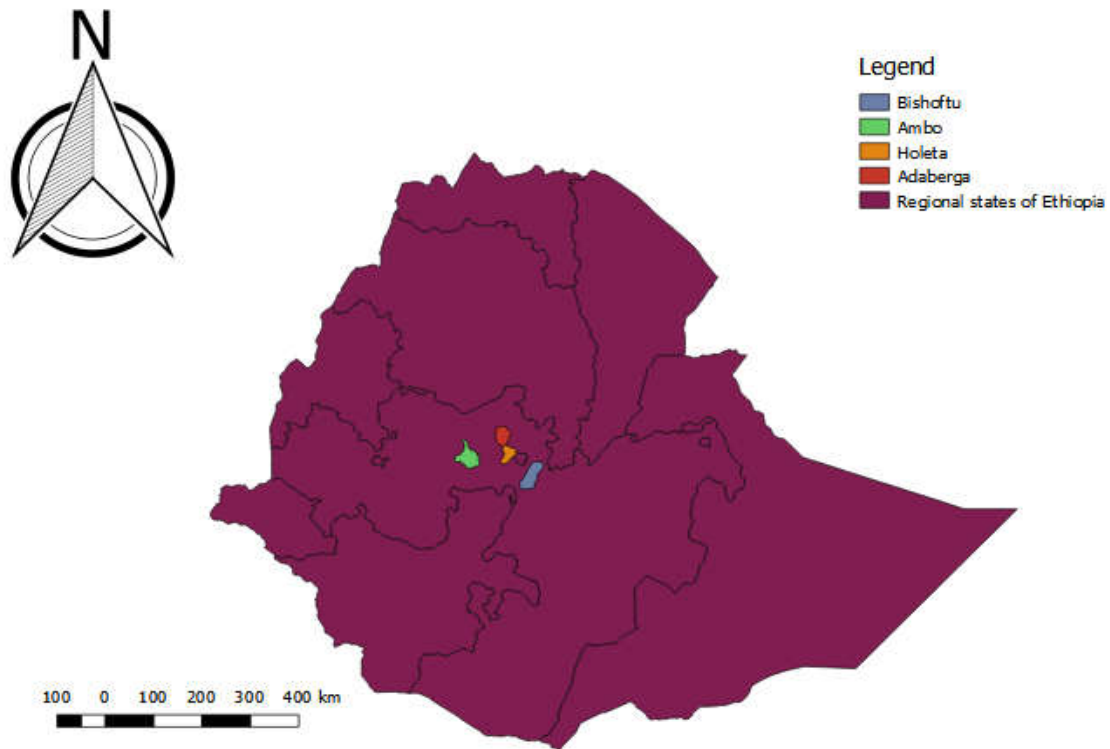 N
Legend
Bishoftu
Ambo
Holeta
Adaberga
Regional states of Ethiopia
100 0 100 200 300 400 km